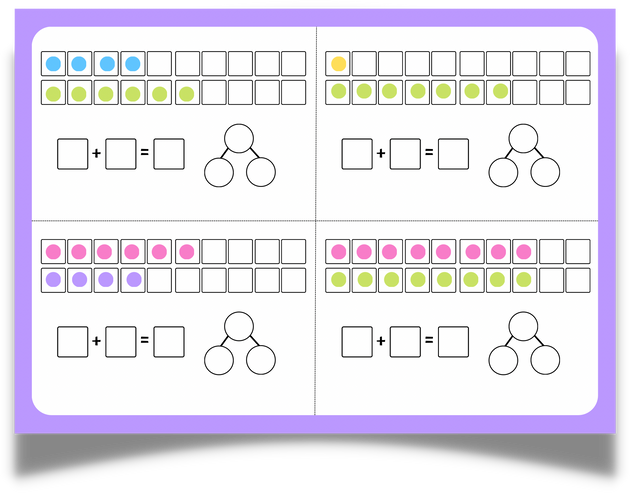 + =
+ =
+ =
+ =